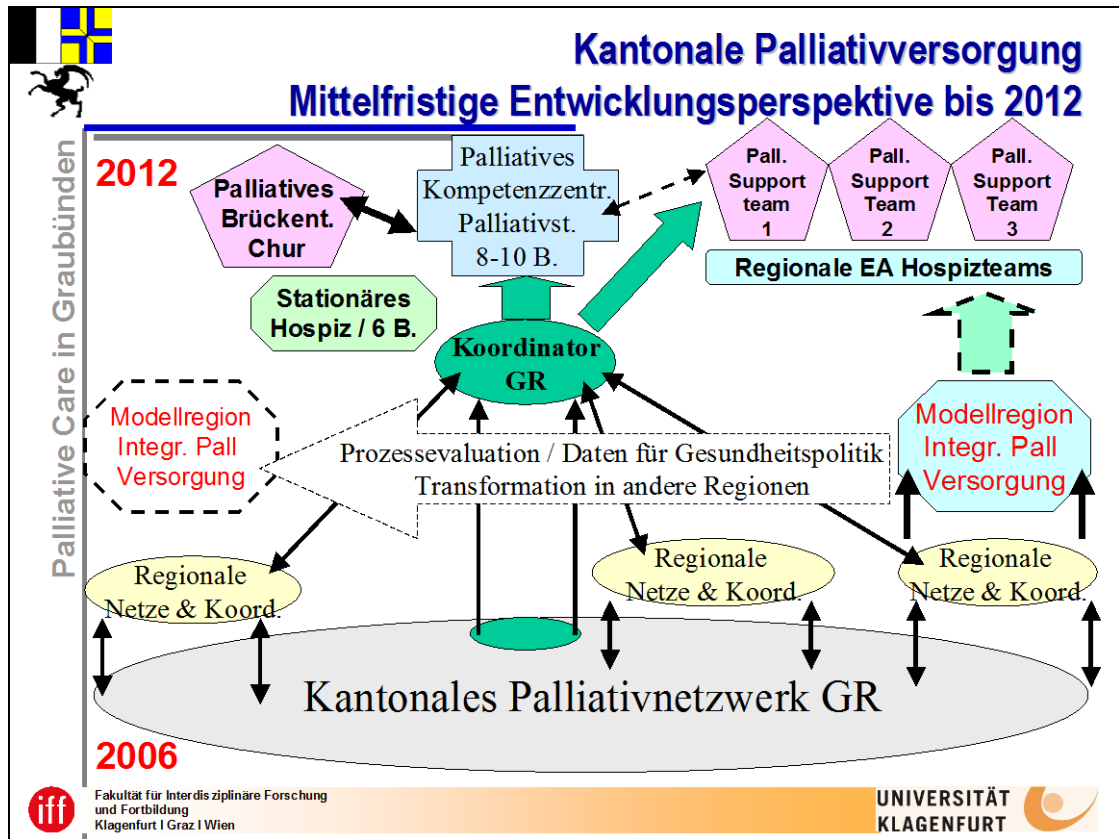 Kantonale Palliativversorgung
Mittelfristige Entwicklungsperspektive bis 2012
Palliative Care in Graubünden
2012
Palliatives
Brückent.
Chur
Palliatives
Kompetenzzentr.
Palliativst.
8-10 B.
Pall.
Support
team
1
Pall.
Support
Team
2
Pall.
Support
Team
3
Regionale EA Hospizteams
Stationäres
Hospiz / 6 B.
Koordinator
GR
Modellregion
Integr. Pall
Versorgung
Prozessevaluation / Daten für Gesundheitspolitik
Transformation in andere Regionen
Modellregion
Integr. Pall
Versorgung
Regionale
Netze & Koord.
Regionale
Netze & Koord.
Regionale
Netze & Koord.
Kantonales Palliativnetzwerk GR
2006
iff
Fakultät für Interdisziplinäre Forschung
und Fortbildung
Klagenfurt I Graz I Wien
UNIVERSITÄT
KLAGENFURT